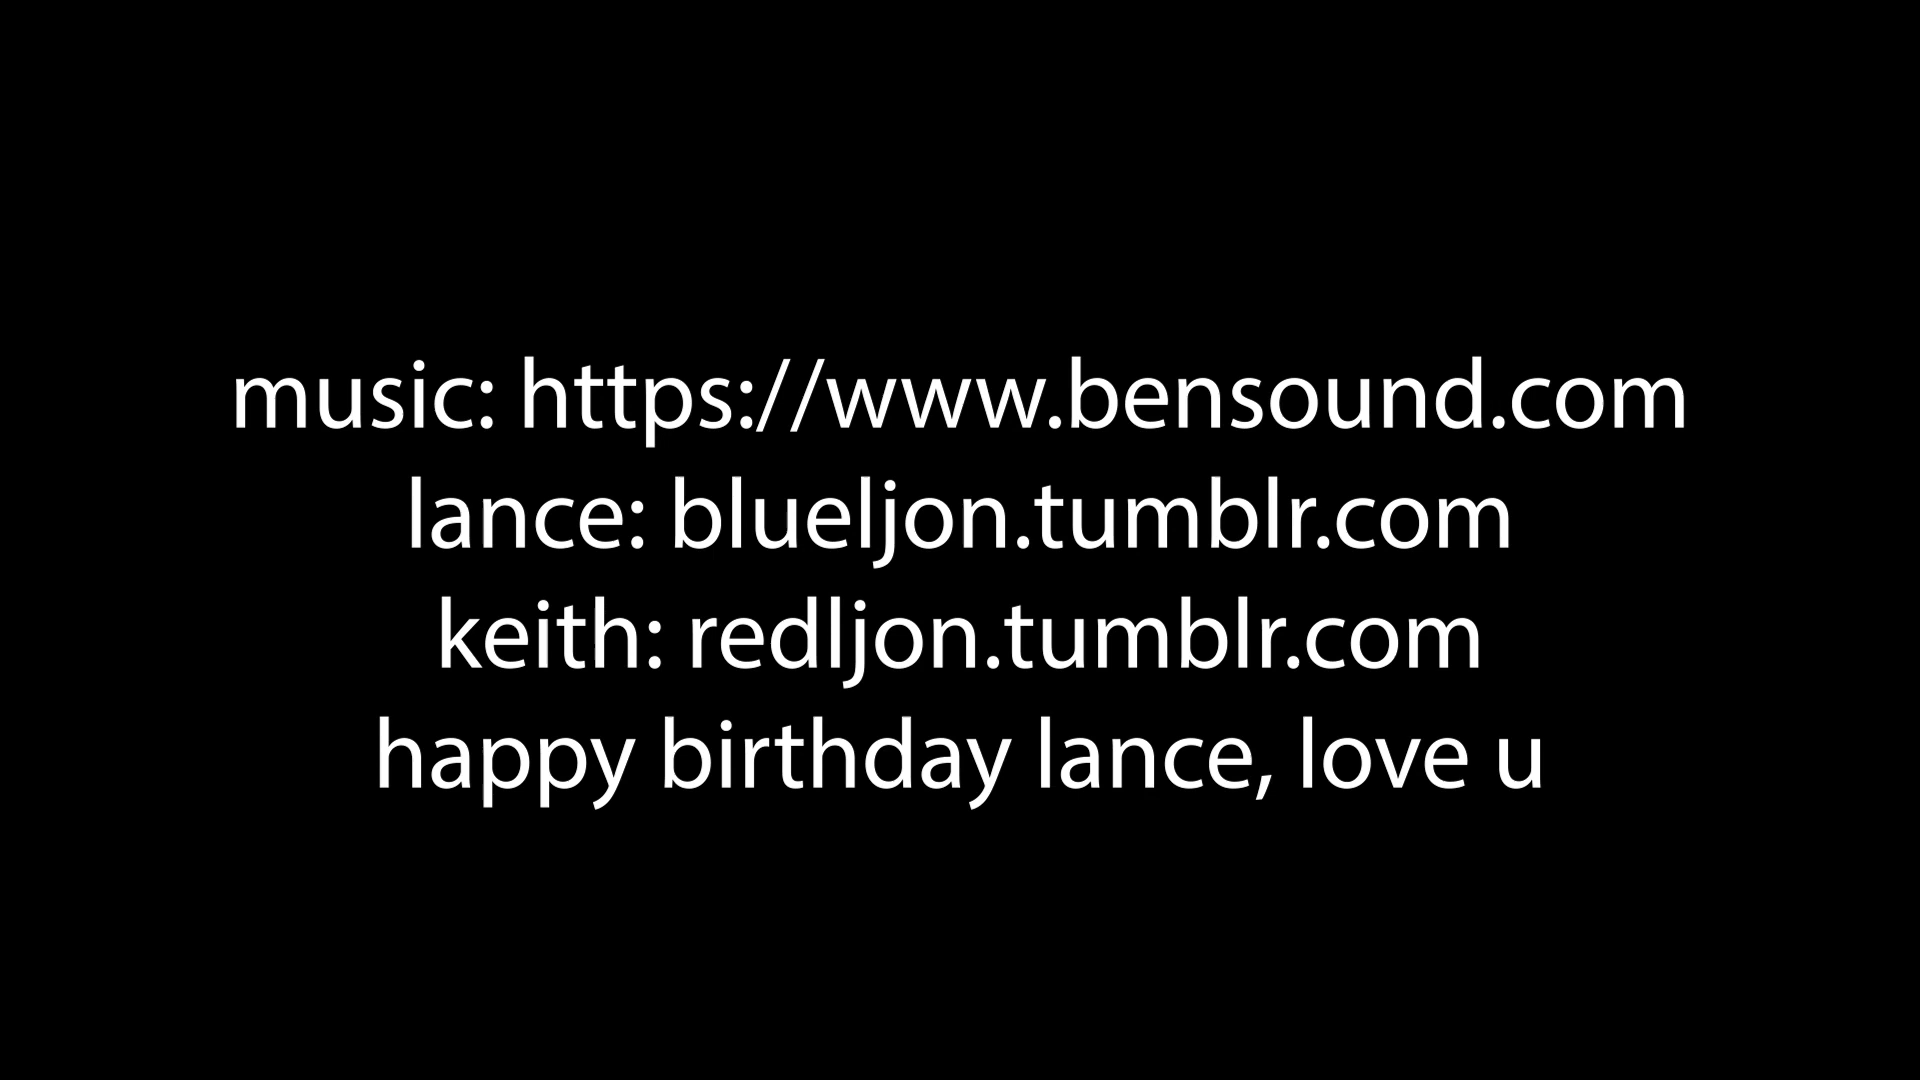 music: https://www.bensound.com
lance: blueljon.tumblr.com
keith: redljon.tumblr.com
happy birthday lance, love u